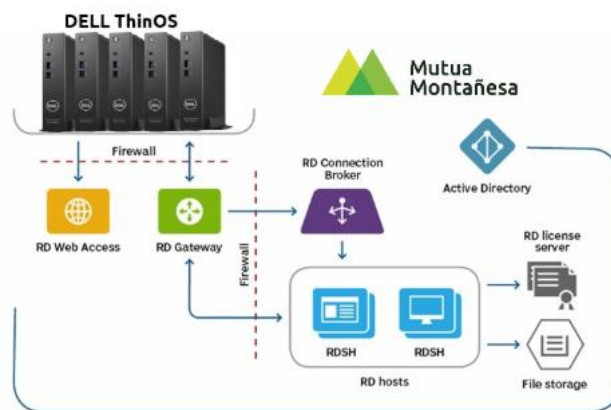 DELL ThinOS
Mutua
Montañesa
Firewall
RD Connection
Broker
Active Directory
RD Web Access
RD Gateway
Firewall
RD license
server
RDSH
RDSH
RD hosts
File storage